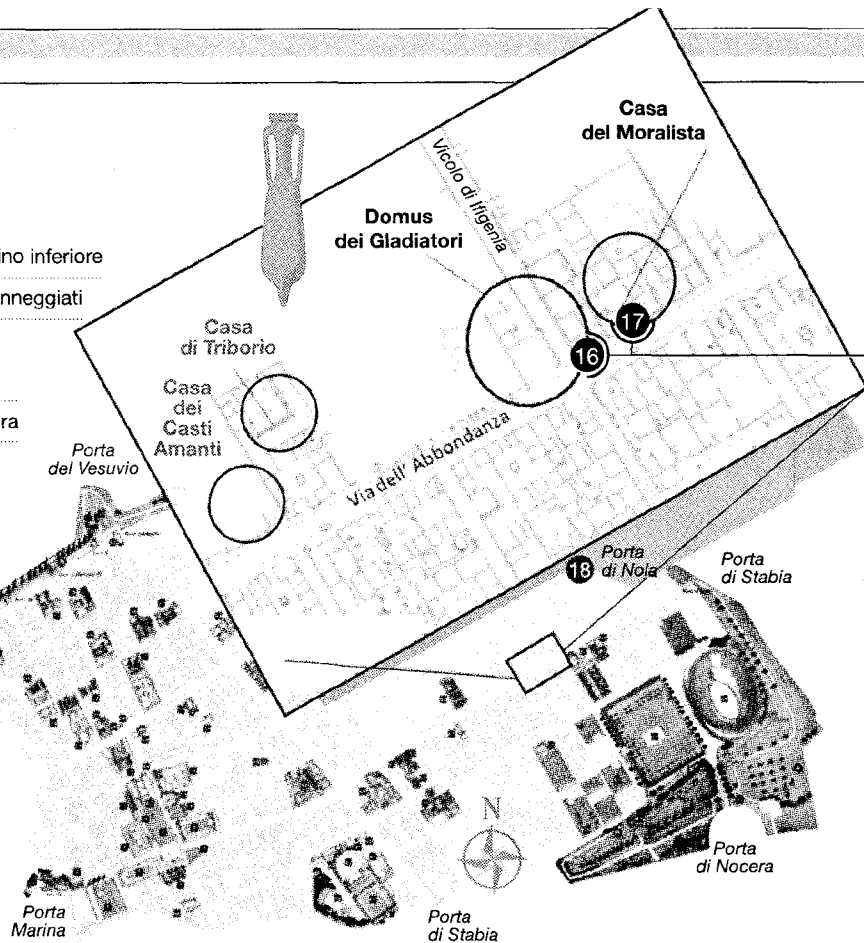 Casa
del Moralista
Vicolo di Ifigenia
Domus
dei Gladiatori
ino inferiore
nneggiati
Casa
di Triborio
17
16
Casa
dei
Casti
Amanti
ra
Via dell' Abbondanza
Porta
del Vesuvio
18
Porta
di Nola
Porta
di Stabia
N
Porta
di Nocera
Porta
Marina
Porta
di Stabia